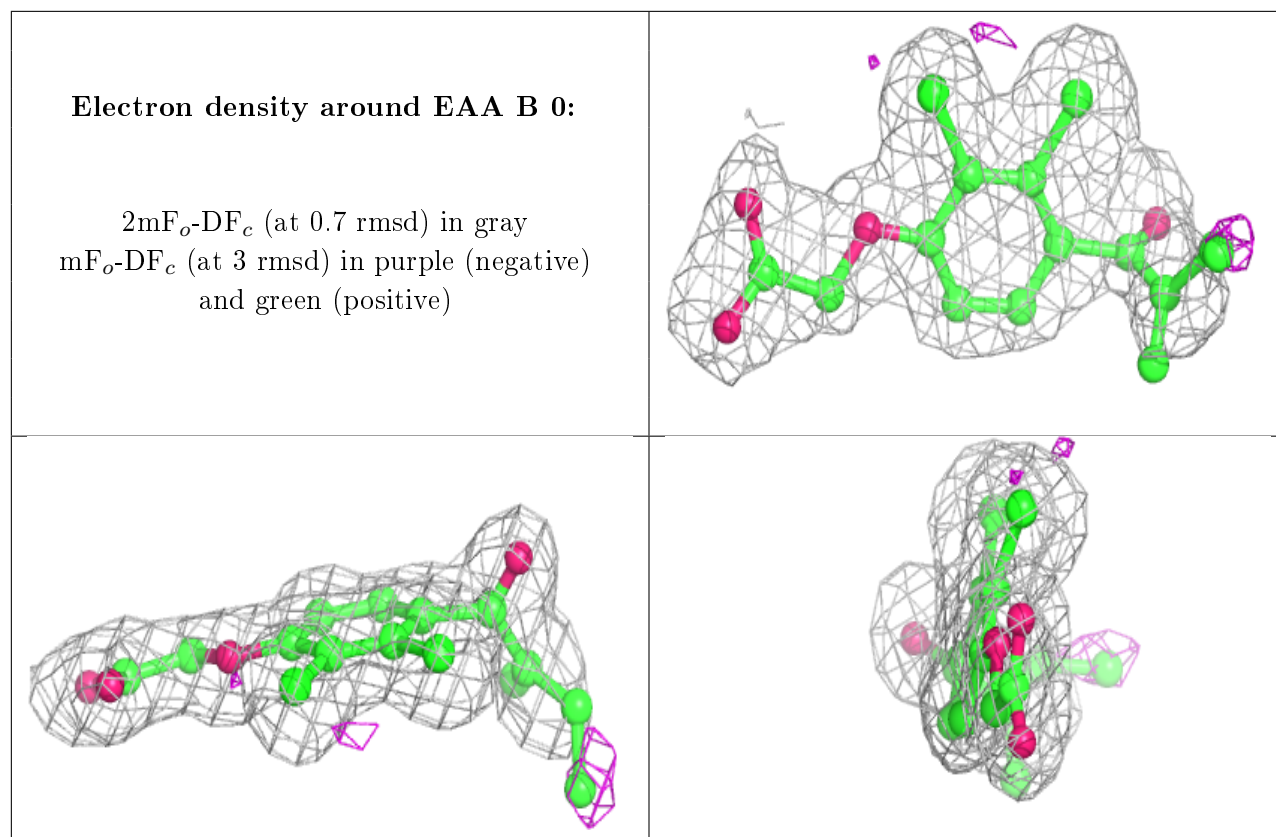 Electron density around EAA B 0:
2mFo-DFc (at 0.7 rmsd) in gray
mFo-DFc (at 3 rmsd) in purple (negative)
and green (positive)